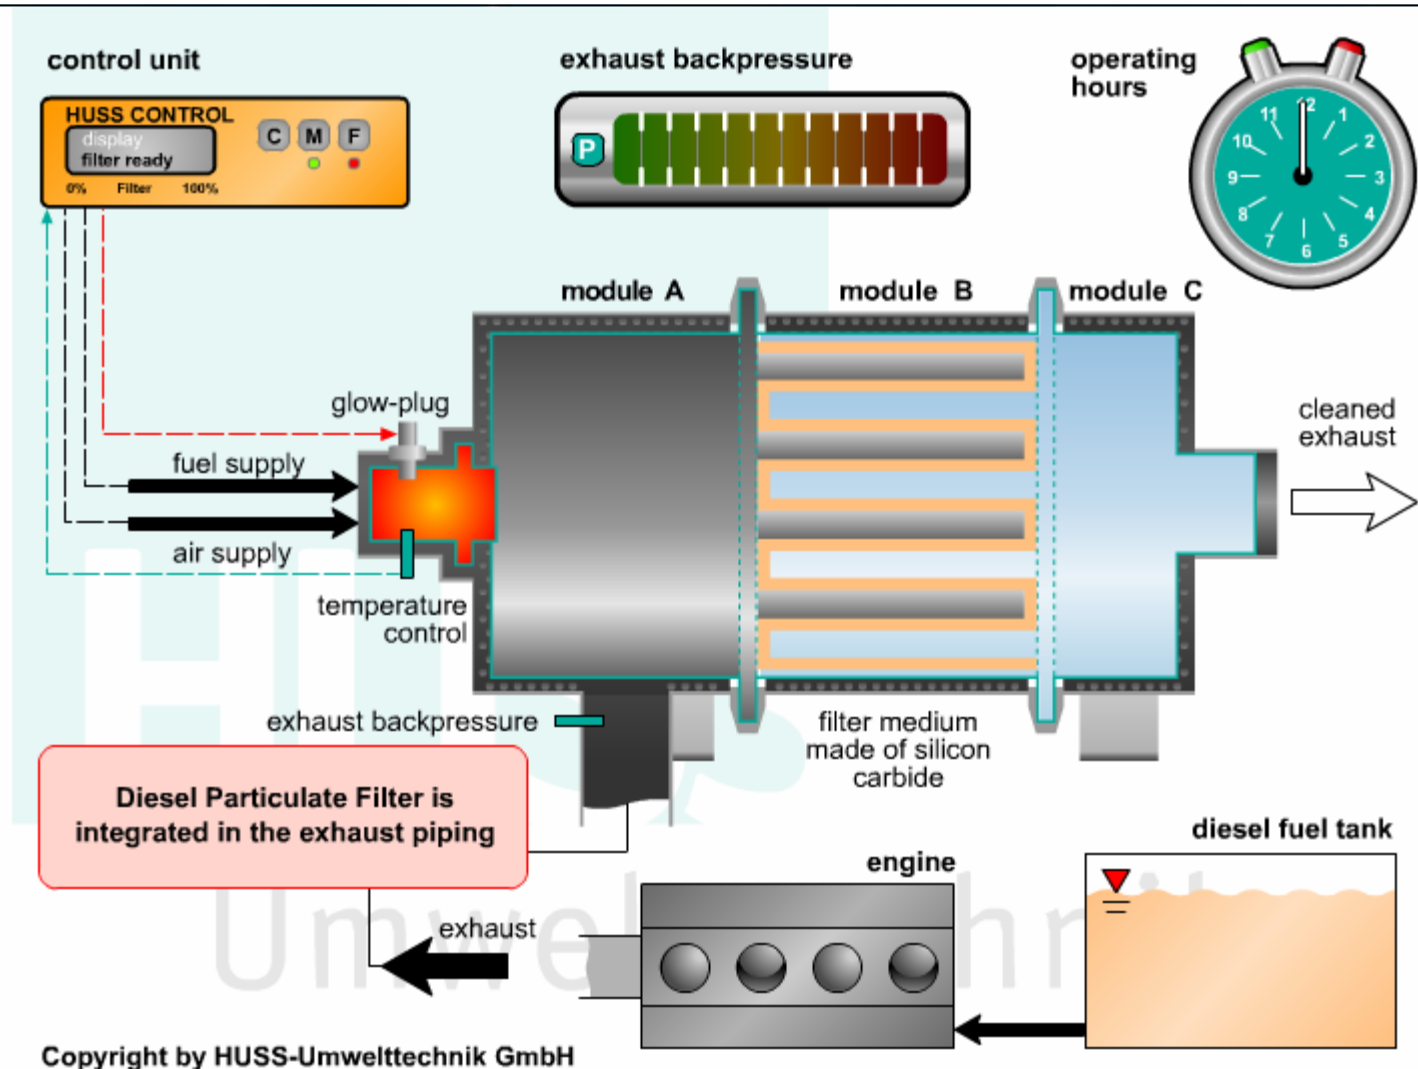 control unit
exhaust backpressure
operating
hours
HUSS CONTROL
display
filter ready
0% Filter 100%
C M F
P
12
1
2
3
4
5
6
7
8
9
10
11
module A
module B
module C
glow-plug
fuel supply
air supply
temperature
control
cleaned
exhaust
exhaust backpressure
filter medium
made of silicon
carbide
Diesel Particulate Filter is
integrated in the exhaust piping
diesel fuel tank
engine
exhaust
Copyright by HUSS-Umwelttechnik GmbH